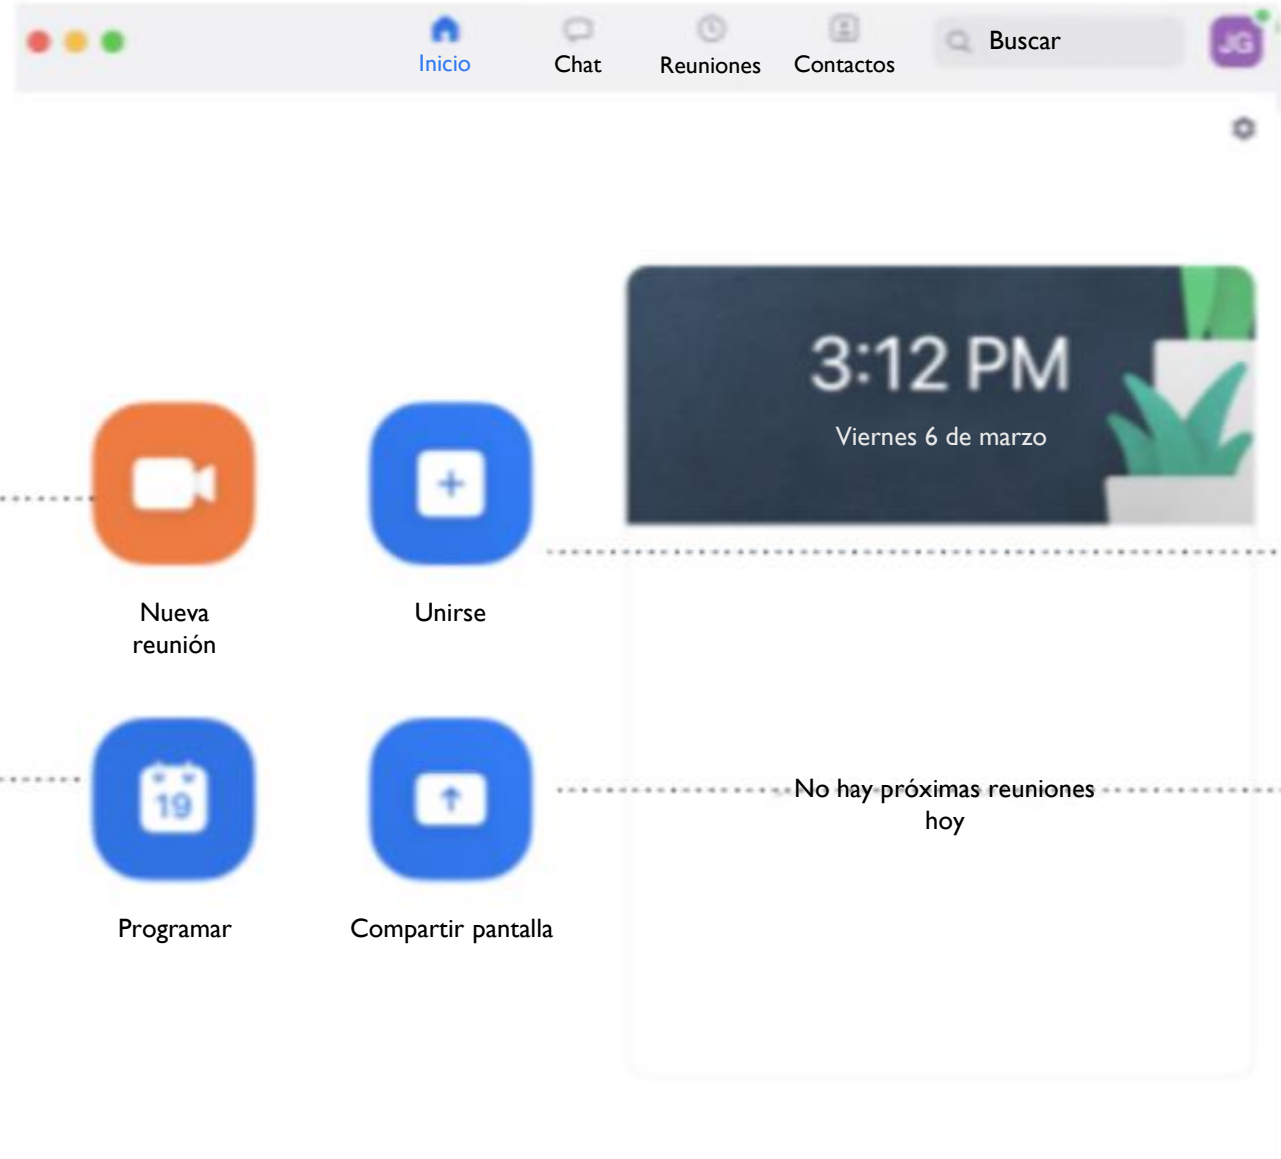 Inicio
Chat
Reuniones
Contactos
Buscar
JG
3:12 PM
Viernes 6 de marzo
Nueva
reunión
Unirse
19
Programar
Compartir pantalla
No hay próximas reuniones
hoy